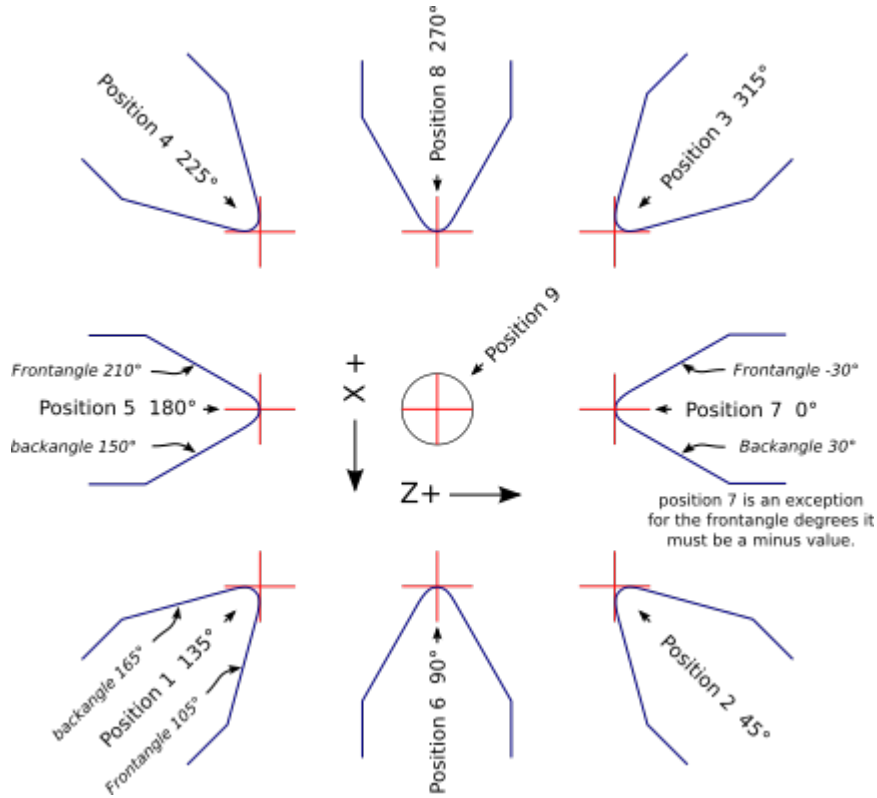 Position 4 225°
Position 8 270°
Position 3 315°
Position 9
Frontangle 210°
Position 5 180°
backangle 150°
X +
Z+
Frontangle -30°
Position 7 0°
Backangle 30°
position 7 is an exception
for the frontangle degrees it
must be a minus value.
backangle 165°
Position 1 135°
Frontangle 105°
Position 6 90°
Position 2 45°